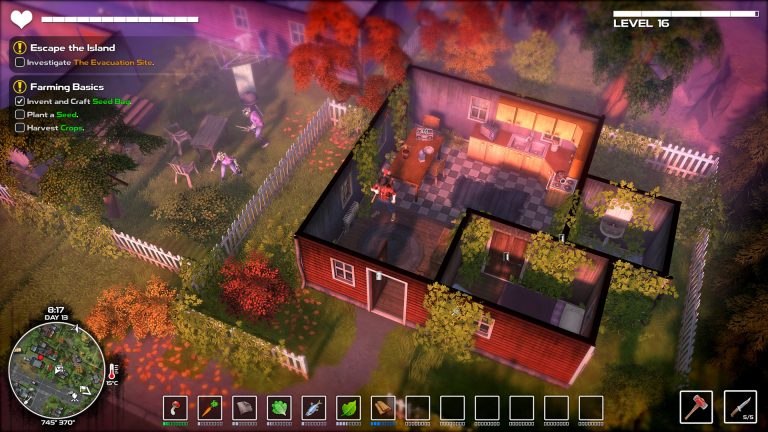 LEVEL 16
Escape the Island
Investigate The Evacuation Site.
Farming Basics
Invent and Craft Seed Bag.
Plant a Seed.
Harvest Crops.
8:17
DAY 13
15°C
745° 370°
5/5